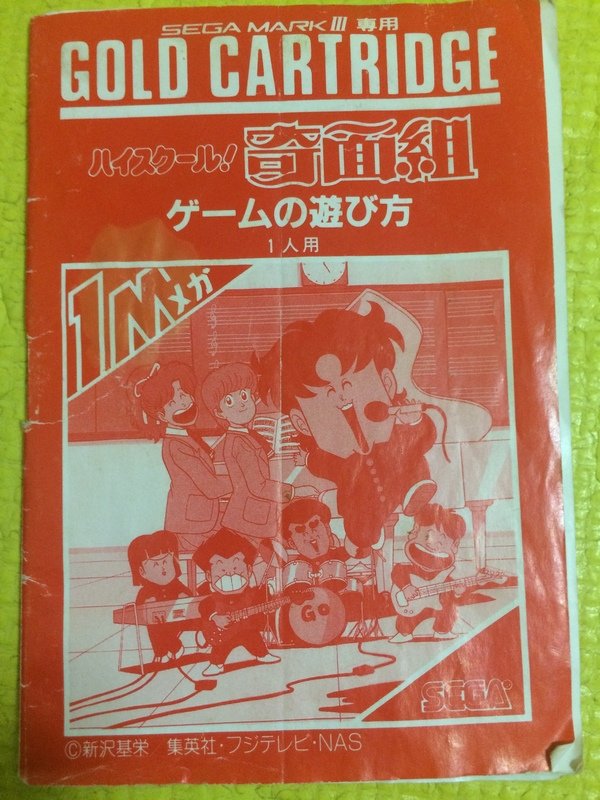 SEGA MARK III 専用
GOLD CARTRIDGE
ハイスクール! 奇面組
ゲームの遊び方
1人用
1Mメガ
GO
SEGA®
©新沢基栄 集英社・フジテレビ・NAS